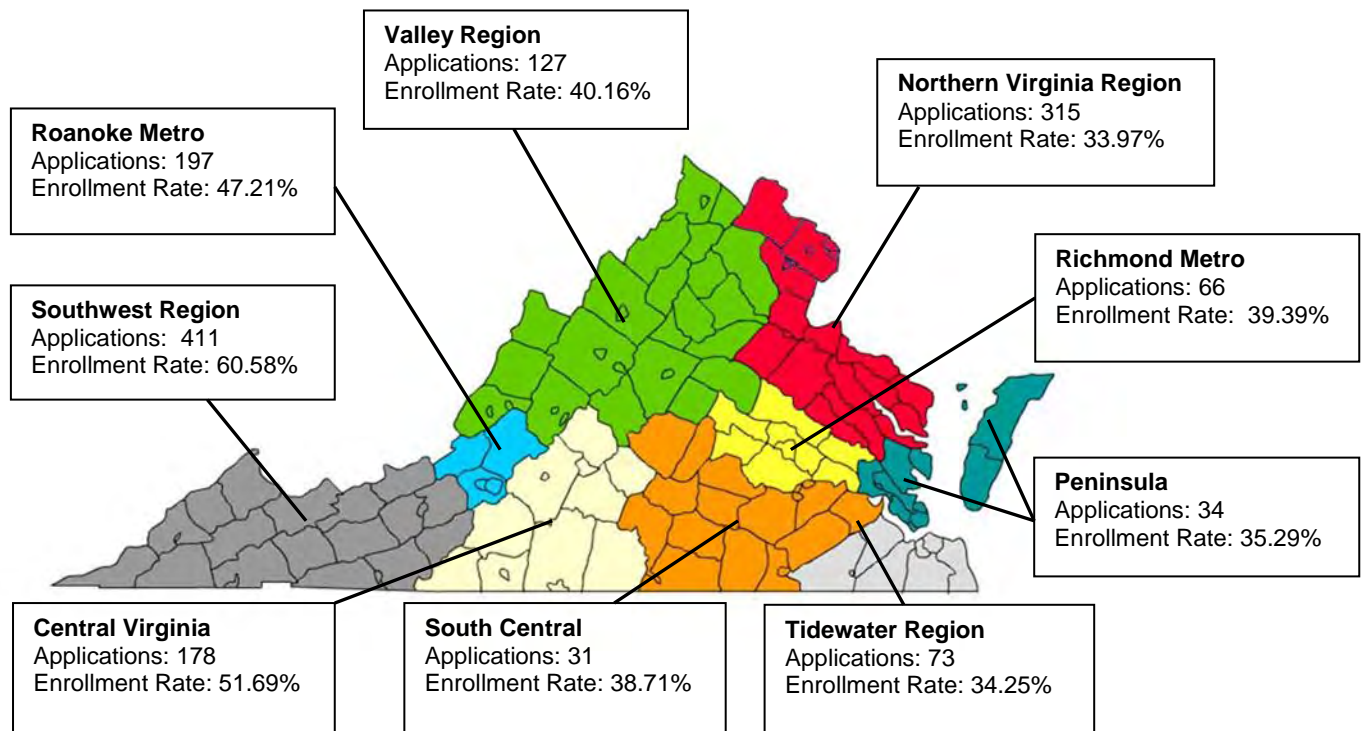 Valley Region
Applications: 127
Enrollment Rate: 40.16%
Northern Virginia Region
Applications: 315
Enrollment Rate: 33.97%
Roanoke Metro
Applications: 197
Enrollment Rate: 47.21%
Richmond Metro
Applications: 66
Enrollment Rate:  39.39%
Southwest Region
Applications:  411
Enrollment Rate: 60.58%
Peninsula
Applications: 34
Enrollment Rate: 35.29%
Central Virginia
Applications: 178
Enrollment Rate: 51.69%
South Central
Applications: 31
Enrollment Rate: 38.71%
Tidewater Region
Applications: 73
Enrollment Rate: 34.25%